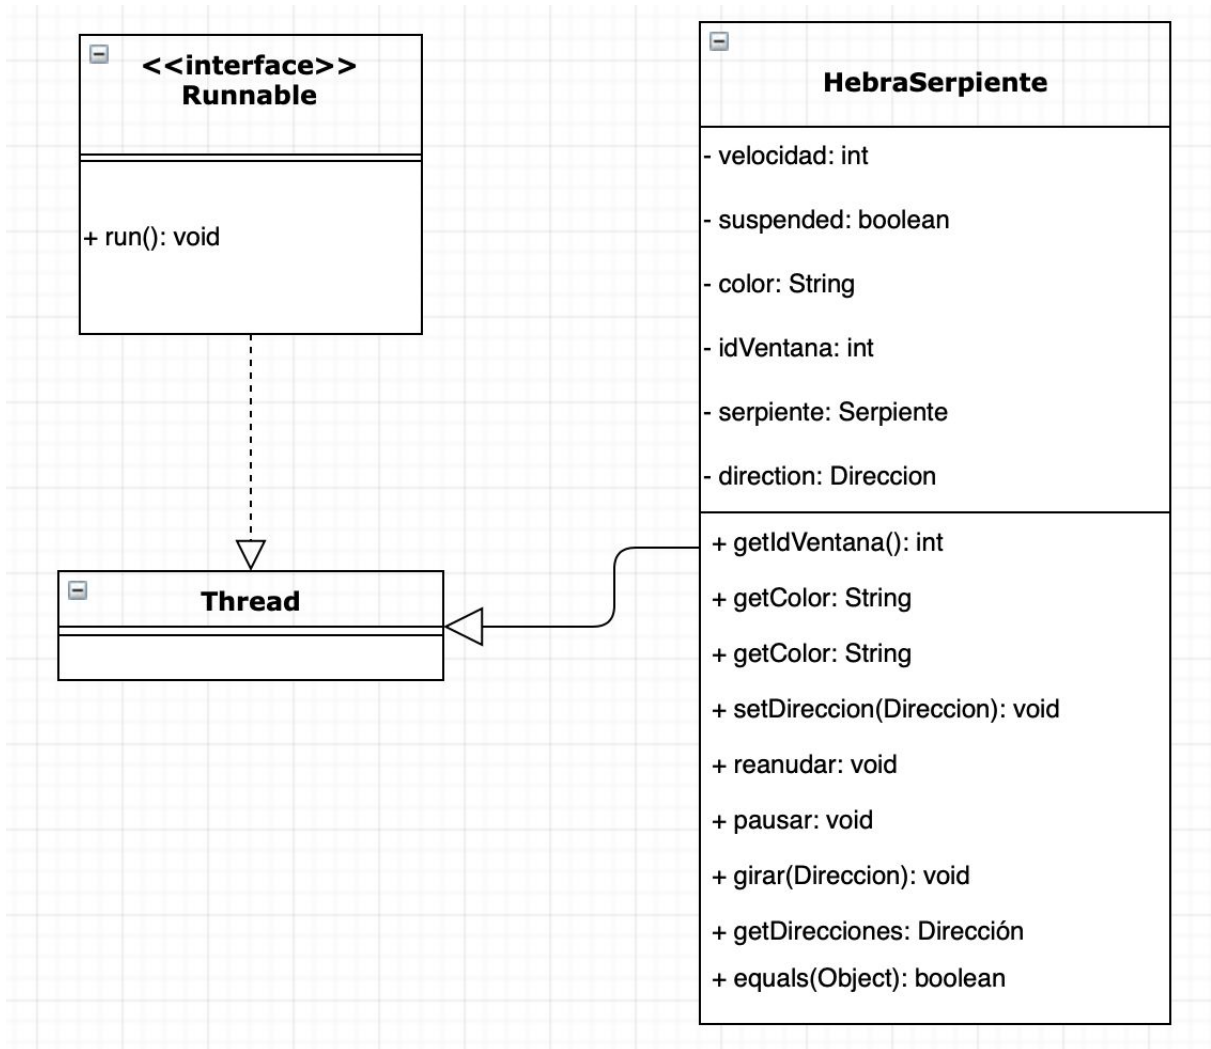 <<interface>>
Runnable
+ run(): void
Thread
HebraSerpiente
- velocidad: int
- suspended: boolean
- color: String
- idVentana: int
- serpiente: Serpiente
- direction: Direccion
+ getIdVentana(): int
+ getColor: String
+ getColor: String
+ setDireccion(Direccion): void
+ reanudar: void
+ pausar: void
+ girar(Direccion): void
+ getDirecciones: Dirección
+ equals(Object): boolean